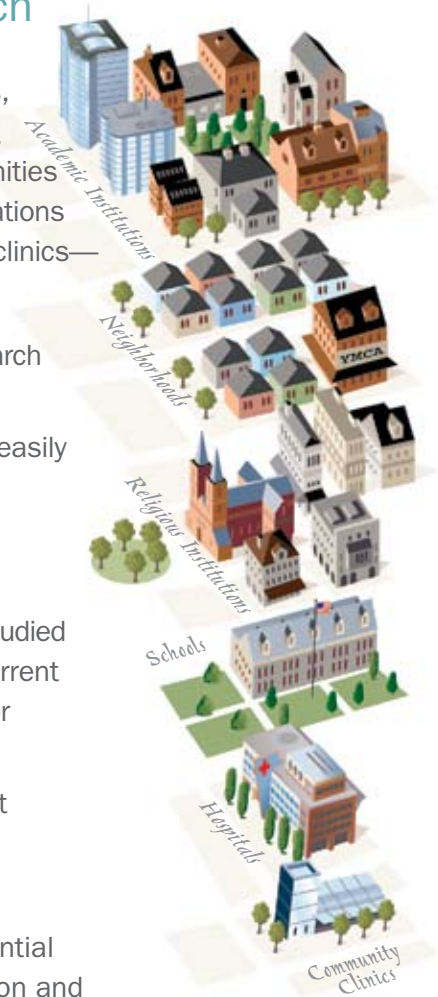 ch
,
nities
ations
clinics—
arch
easily
udied
rrent
r
t
ntial
on and
Academic Institutions
Neighborhoods
YMCA
Religious Institutions
Schools
Hospitals
Community
Clinics